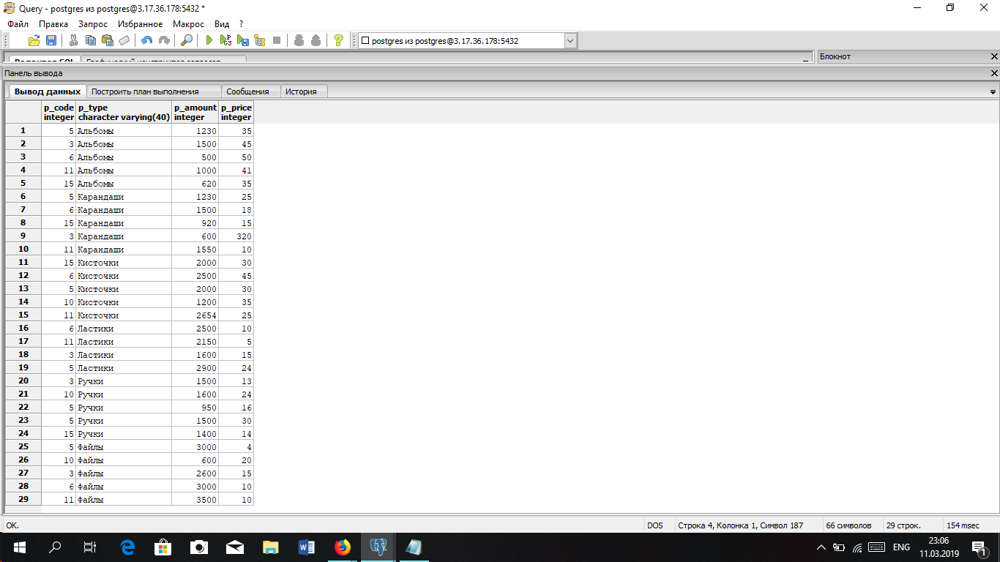 Query - postgres из postgres@3.17.36.178:5432 *
Файл Правка Запрос Избранное Макрос Вид ?
postgres из postgres@3.17.36.178:5432
Блокнот
Панель вывода
Вывод данных Построить план выполнения Сообщения История
p_code p_type p_amount p_price
integer character varying(40) integer integer
1 5 Альбомы 1230 35
2 3 Альбомы 1500 45
3 6 Альбомы 500 50
4 11 Альбомы 1000 41
5 15 Альбомы 620 35
6 5 Карандаши 1230 25
7 6 Карандаши 1500 18
8 15 Карандаши 920 15
9 3 Карандаши 600 320
10 11 Карандаши 1550 10
11 15 Кисточки 2000 30
12 6 Кисточки 2500 45
13 5 Кисточки 2000 30
14 10 Кисточки 1200 35
15 11 Кисточки 2654 25
16 6 Ластики 2500 10
17 11 Ластики 2150 5
18 3 Ластики 1600 15
19 5 Ластики 2900 24
20 3 Ручки 1500 13
21 10 Ручки 1600 24
22 5 Ручки 950 16
23 5 Ручки 1500 30
24 15 Ручки 1400 14
25 5 Файлы 3000 4
26 10 Файлы 600 20
27 3 Файлы 2600 15
28 6 Файлы 3000 10
29 11 Файлы 3500 10
OK. DOS Строка 4, Колонка 1, Символ 187 66 символов 29 строк. 154 msec
ENG 23:06
11.03.2019
1